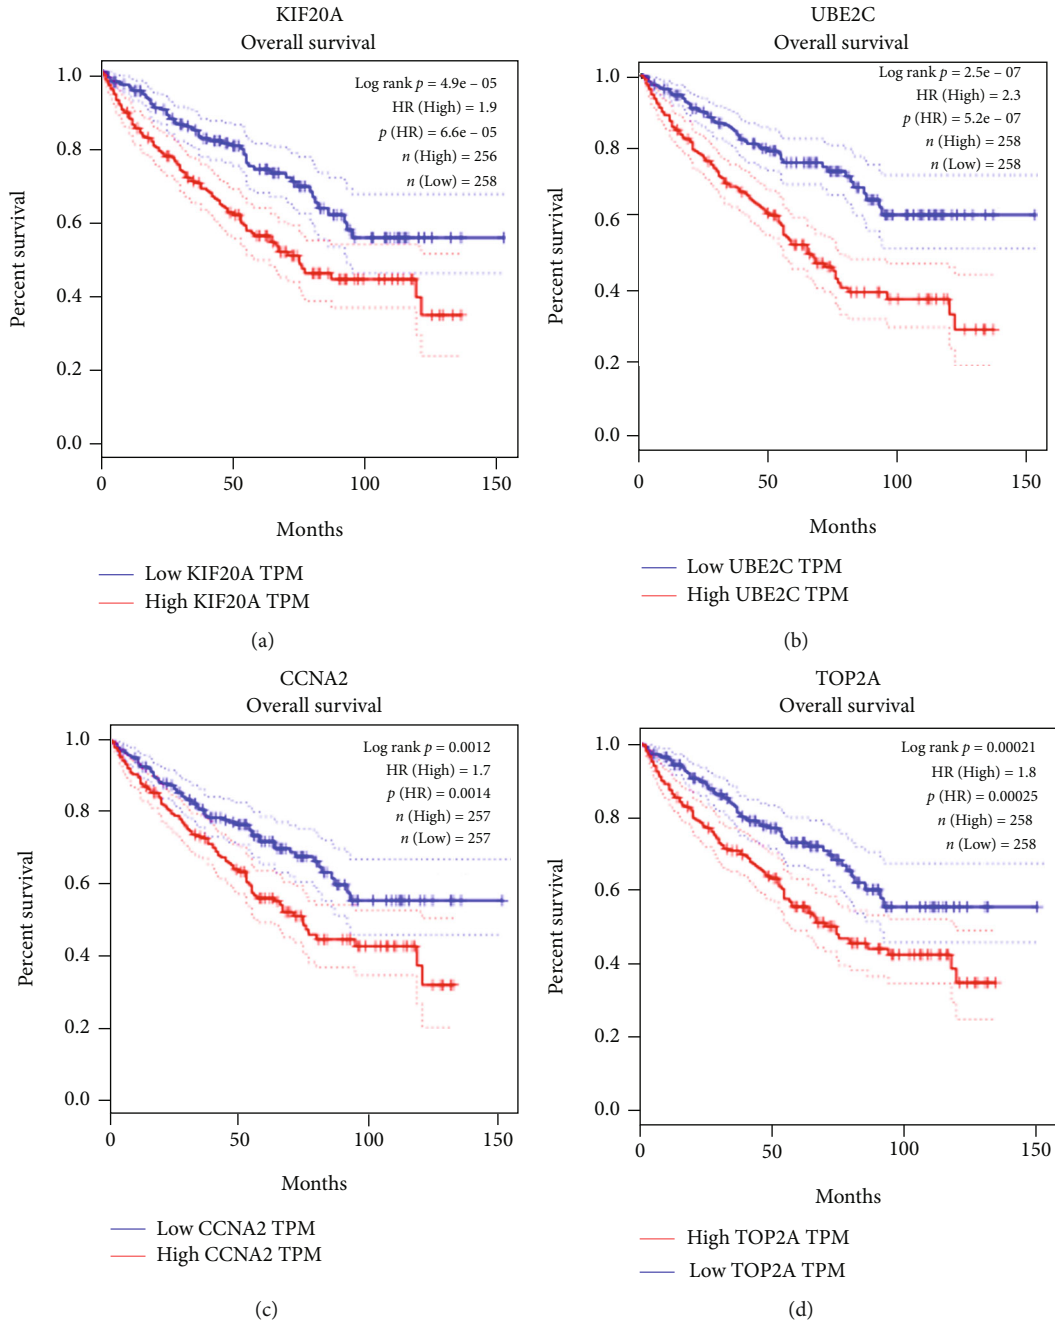 KIF20A
Overall survival
Log rank p = 4.9e – 05
HR (High) = 1.9
p (HR) = 6.6e – 05
n (High) = 256
n (Low) = 258
Percent survival
1.0
0.8
0.6
0.4
0.2
0.0
0
50
100
150
Months
Low KIF20A TPM
High KIF20A TPM
(a)
UBE2C
Overall survival
Log rank p = 2.5e – 07
HR (High) = 2.3
p (HR) = 5.2e – 07
n (High) = 258
n (Low) = 258
Percent survival
1.0
0.8
0.6
0.4
0.2
0.0
0
50
100
150
Months
Low UBE2C TPM
High UBE2C TPM
(b)
CCNA2
Overall survival
Log rank p = 0.0012
HR (High) = 1.7
p (HR) = 0.0014
n (High) = 257
n (Low) = 257
Percent survival
1.0
0.8
0.6
0.4
0.2
0.0
0
50
100
150
Months
Low CCNA2 TPM
High CCNA2 TPM
(c)
TOP2A
Overall survival
Log rank p = 0.00021
HR (High) = 1.8
p (HR) = 0.00025
n (High) = 258
n (Low) = 258
Percent survival
1.0
0.8
0.6
0.4
0.2
0.0
0
50
100
150
Months
High TOP2A TPM
Low TOP2A TPM
(d)